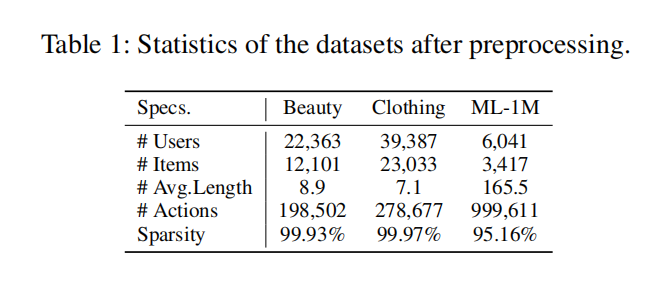 Table 1: Statistics of the datasets after preprocessing.
Specs. Beauty Clothing ML-1M
# Users 22,363 39,387 6,041
# Items 12,101 23,033 3,417
# Avg.Length 8.9 7.1 165.5
# Actions 198,502 278,677 999,611
Sparsity 99.93% 99.97% 95.16%